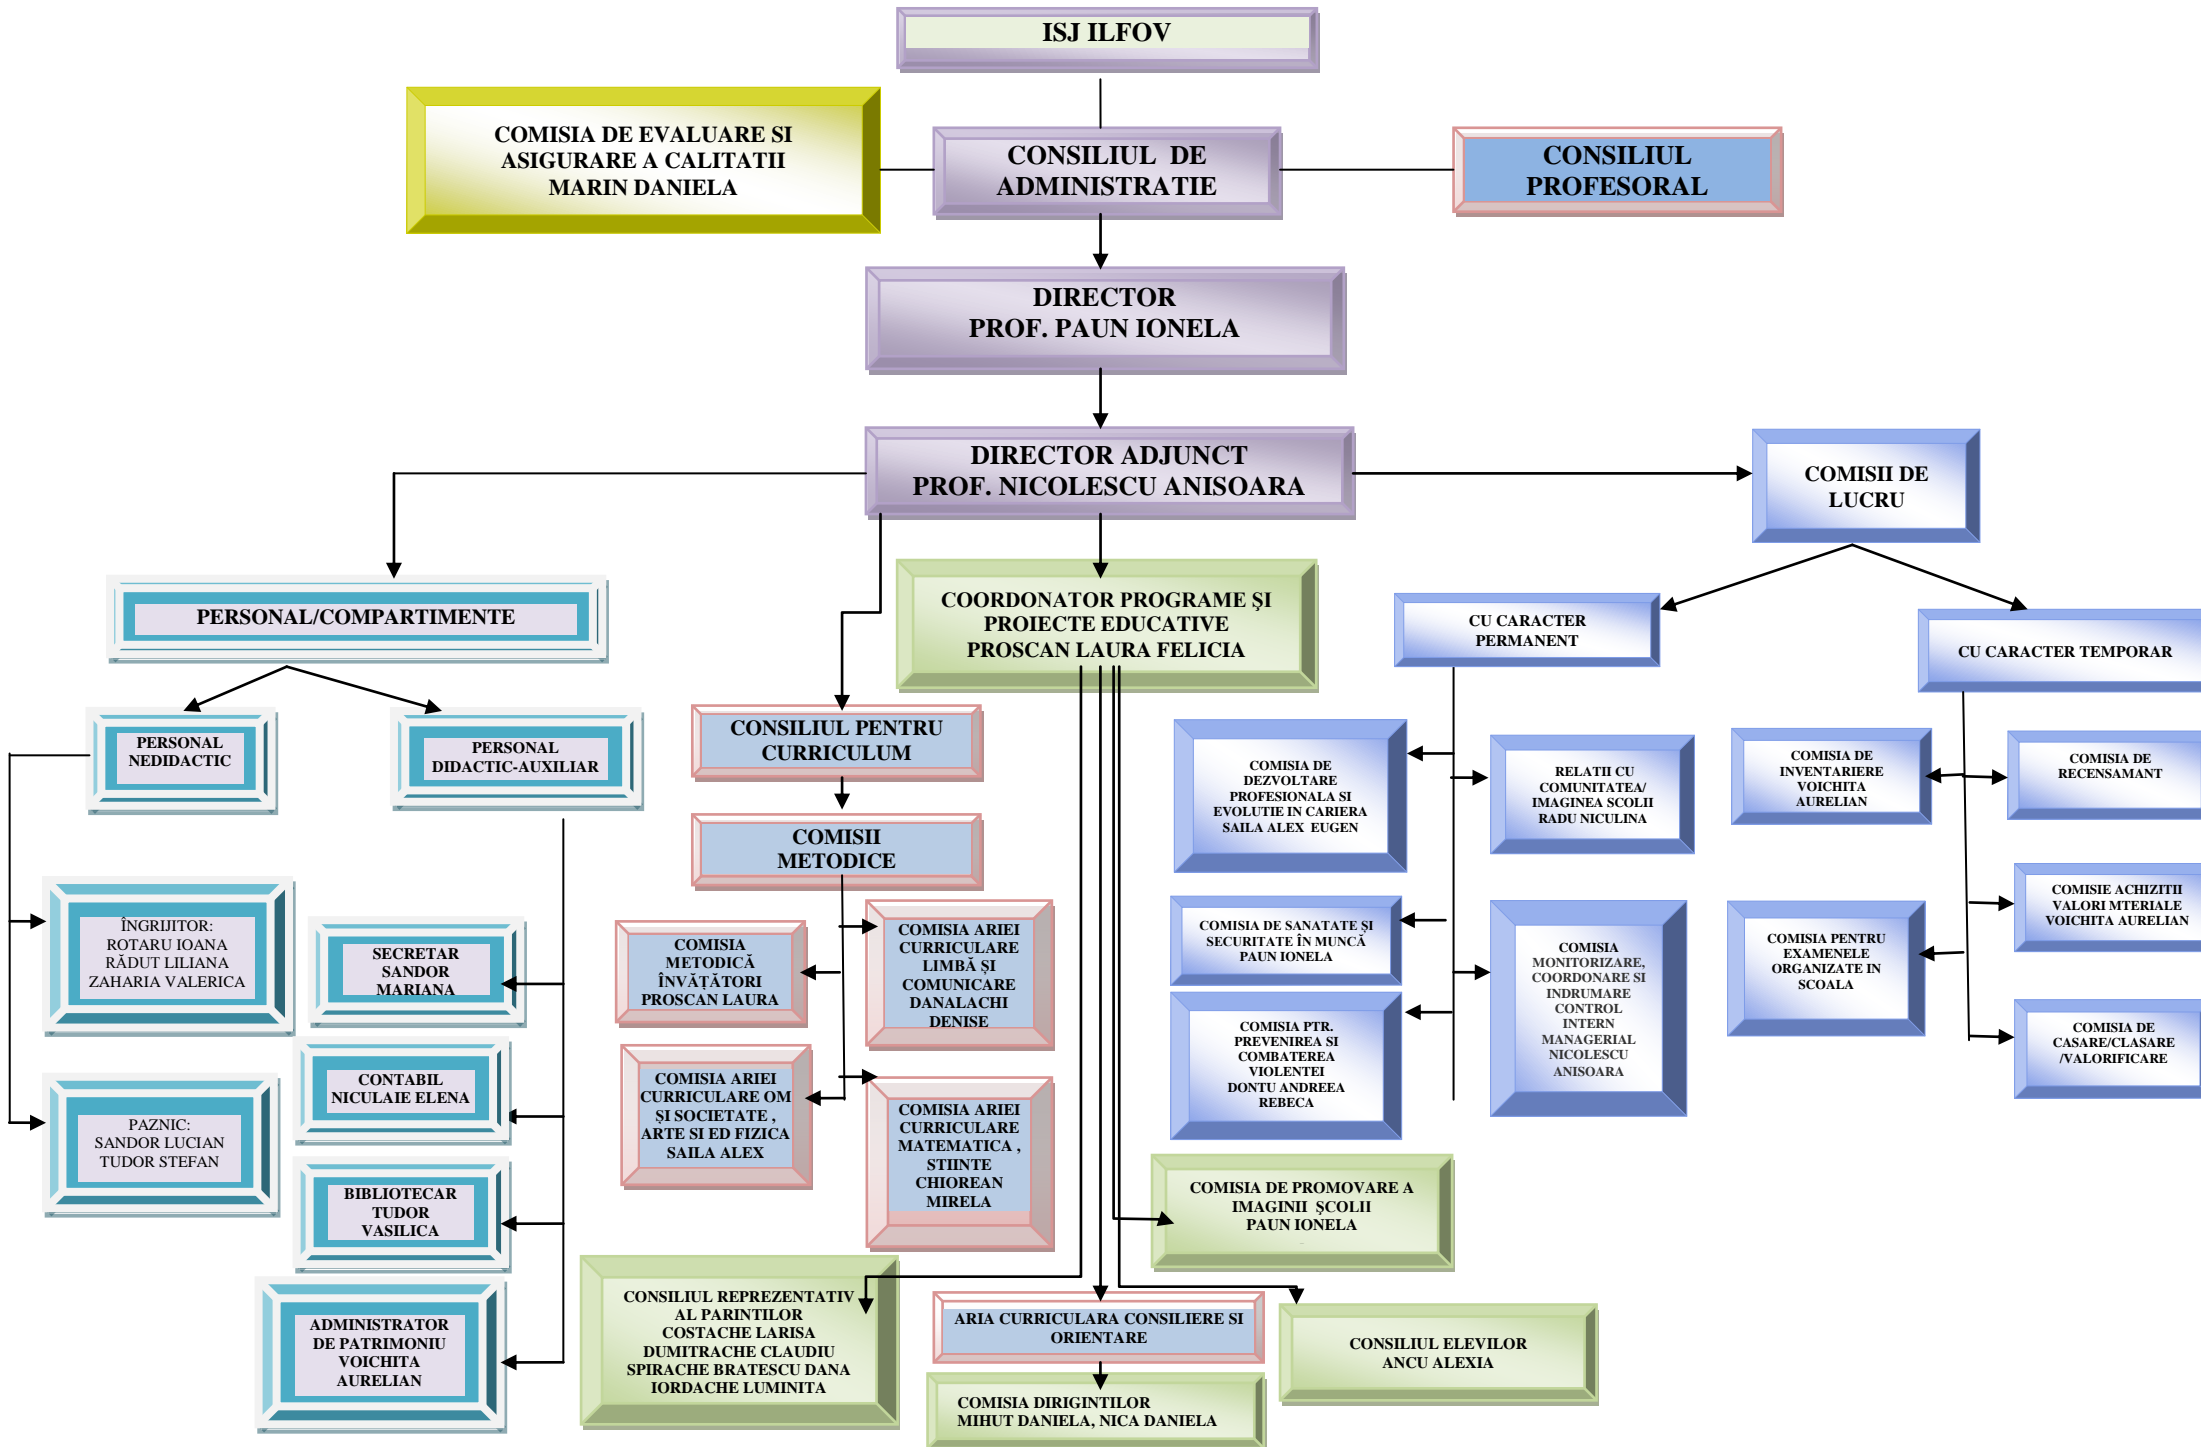 ISJ ILFOV
COMISIA DE EVALUARE SI
ASIGURARE A CALITATII
MARIN DANIELA
CONSILIUL DE
ADMINISTRATIE
CONSILIUL
PROFESORAL
DIRECTOR
PROF. PAUN IONELA
DIRECTOR ADJUNCT
PROF. NICOLESCU ANISOARA
COMISII DE
LUCRU
PERSONAL/COMPARTIMENTE
COORDONATOR PROGRAME ŞI
PROIECTE EDUCATIVE
PROSCAN LAURA FELICIA
CU CARACTER
PERMANENT
CU CARACTER TEMPORAR
PERSONAL
NEDIDACTIC
PERSONAL
DIDACTIC-AUXILIAR
CONSILIUL PENTRU
CURRICULUM
COMISIA DE
DEZVOLTARE
PROFESIONALA SI
EVOLUTIE IN CARIERA
SAILA ALEX EUGEN
RELATII CU
COMUNITATEA/
IMAGINEA SCOLII
RADU NICULINA
COMISIA DE
INVENTARIERE
VOICHITA
AURELIAN
COMISIA DE
RECENSAMANT
COMISII
METODICE
ÎNGRIJITOR:
ROTARU IOANA
RĂDUT LILIANA
ZAHARIA VALERICA
SECRETAR
SANDOR
MARIANA
COMISIA
METODICĂ
ÎNVĂȚĂTORI
PROSCAN LAURA
COMISIA ARIEI
CURRICULARE
LIMBĂ ȘI
COMUNICARE
DANALACHI
DENISE
COMISIA DE SANATATE ŞI
SECURITATE ÎN MUNCĂ
PAUN IONELA
COMISIA
MONITORIZARE,
COORDONARE SI
INDRUMARE
CONTROL
INTERN
MANAGERIAL
NICOLESCU
ANISOARA
COMISIA PENTRU
EXAMENELE
ORGANIZATE IN
SCOALA
COMISIE ACHIZITII
VALORI MTERIALE
VOICHITA AURELIAN
PAZNIC:
SANDOR LUCIAN
TUDOR STEFAN
CONTABIL
NICULAIE ELENA
COMISIA ARIEI
CURRICULARE OM
ȘI SOCIETATE ,
ARTE SI ED FIZICA
SAILA ALEX
COMISIA ARIEI
CURRICULARE
MATEMATICA ,
STIINTE
CHIOREAN
MIRELA
COMISIA PTR.
PREVENIREA SI
COMBATEREA
VIOLENTEI
DONTU ANDREEA
REBECA
COMISIA DE
CASARE/CLASARE
/VALORIFICARE
BIBLIOTECAR
TUDOR
VASILICA
COMISIA DE PROMOVARE A
IMAGINII ŞCOLII
PAUN IONELA
ADMINISTRATOR
DE PATRIMONIU
VOICHITA
AURELIAN
CONSILIUL REPREZENTATIV
AL PARINTILOR
COSTACHE LARISA
DUMITRACHE CLAUDIU
SPIRACHE BRATESCU DANA
IORDACHE LUMINITA
ARIA CURRICULARA CONSILIERE SI
ORIENTARE
CONSILIUL ELEVILOR
ANCU ALEXIA
COMISIA DIRIGINTILOR
MIHUT DANIELA, NICA DANIELA